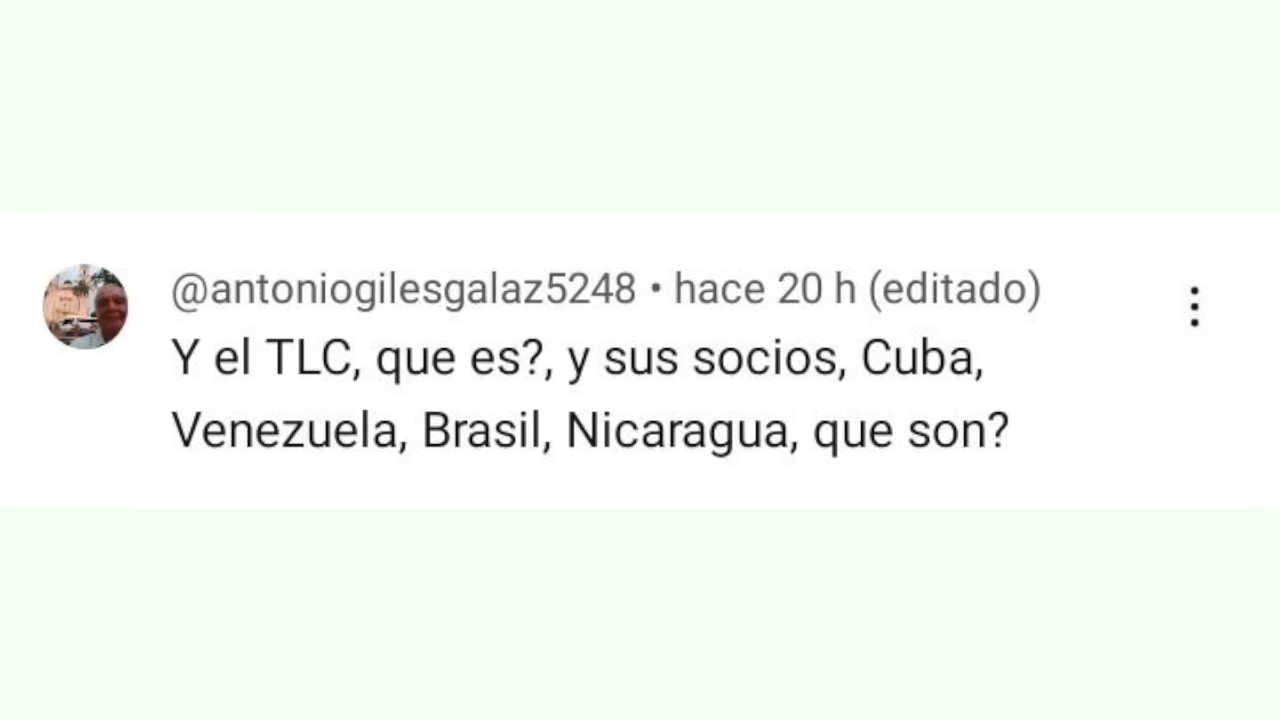 @antoniogilesgalaz5248 • hace 20 h (editado)
Y el TLC, que es?, y sus socios, Cuba,
Venezuela, Brasil, Nicaragua, que son?